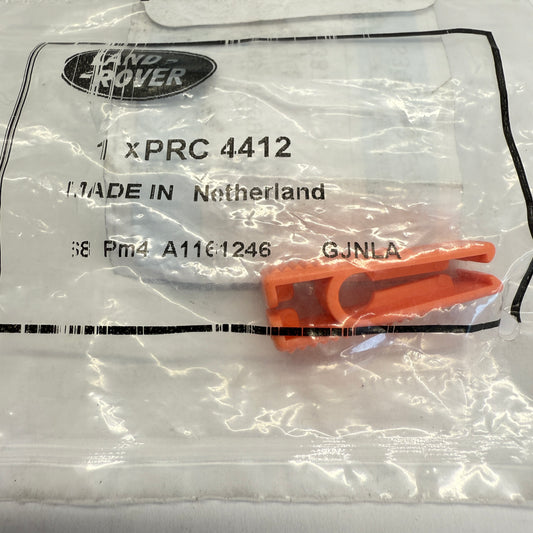 LAND-
-ROVER
1 xPRC 4412
MADE IN Netherland
68 Pm4 A1161246 GJNLA